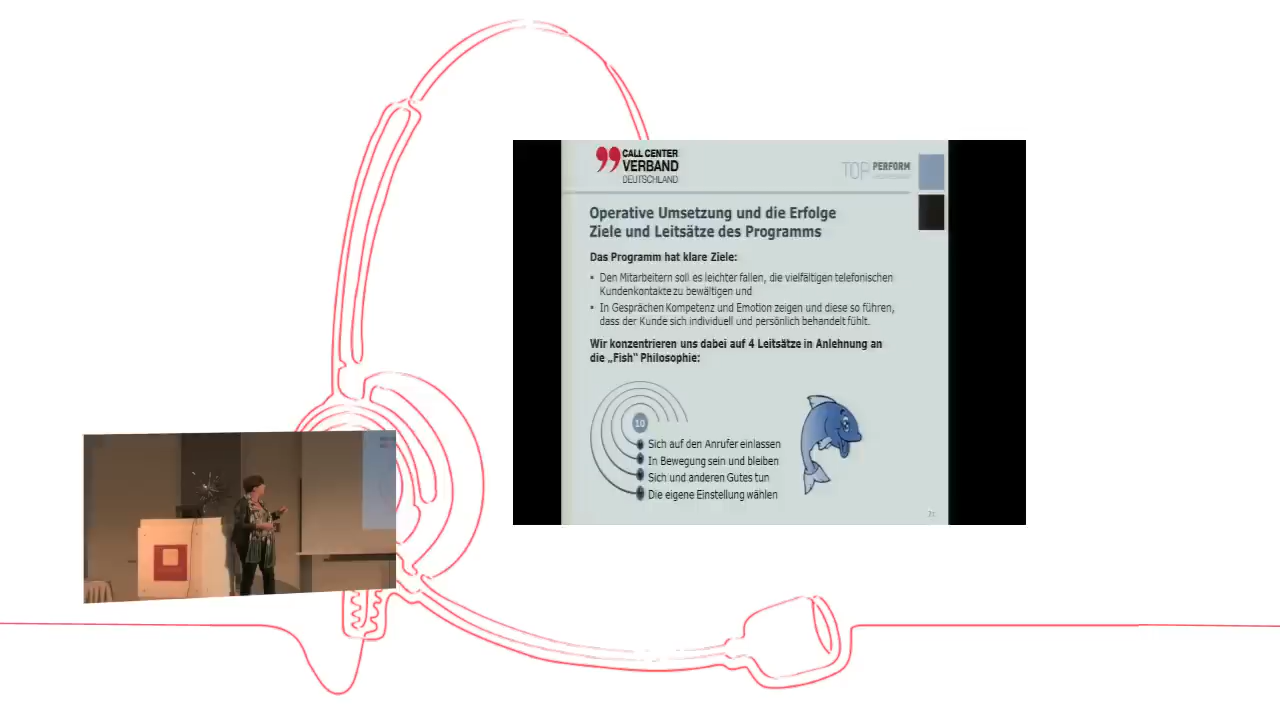 CALL CENTER
VERBAND
DEUTSCHLAND
TOP PERFORM
Operative Umsetzung und die Erfolge
Ziele und Leitsätze des Programms
Das Programm hat klare Ziele:
▪ Den Mitarbeitern soll es leichter fallen, die vielfältigen telefonischen
Kundenkontakte zu bewältigen und
▪ In Gesprächen Kompetenz und Emotion zeigen und diese so führen,
dass der Kunde sich individuell und persönlich behandelt fühlt.
Wir konzentrieren uns dabei auf 4 Leitsätze in Anlehnung an
die „Fish“ Philosophie:
10
Sich auf den Anrufer einlassen
In Bewegung sein und bleiben
Sich und anderen Gutes tun
Die eigene Einstellung wählen